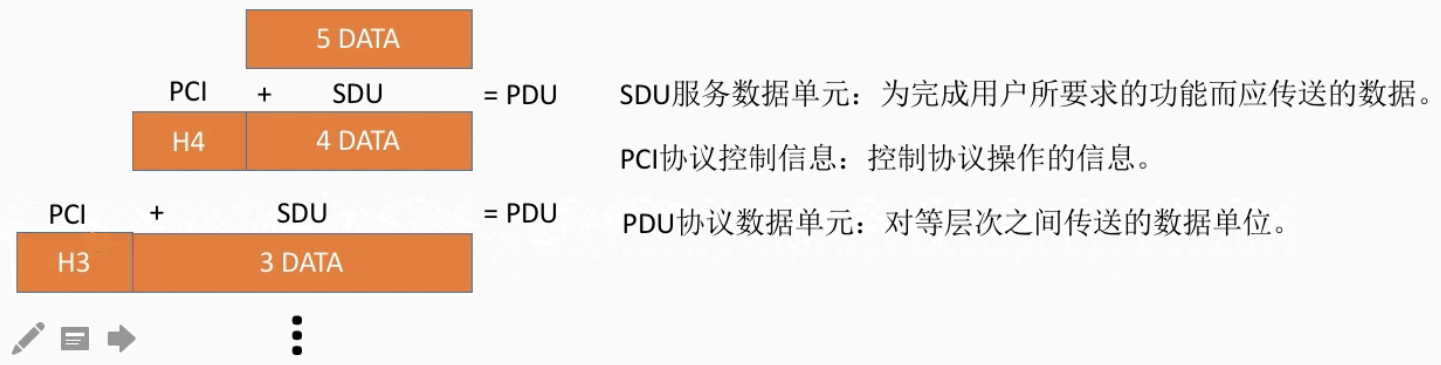 5 DATA
PCI + SDU = PDU
SDU服务数据单元：为完成用户所要求的功能而应传送的数据。
H4 4 DATA
PCI协议控制信息：控制协议操作的信息。
PCI + SDU = PDU
PDU协议数据单元：对等层次之间传送的数据单位。
H3 3 DATA